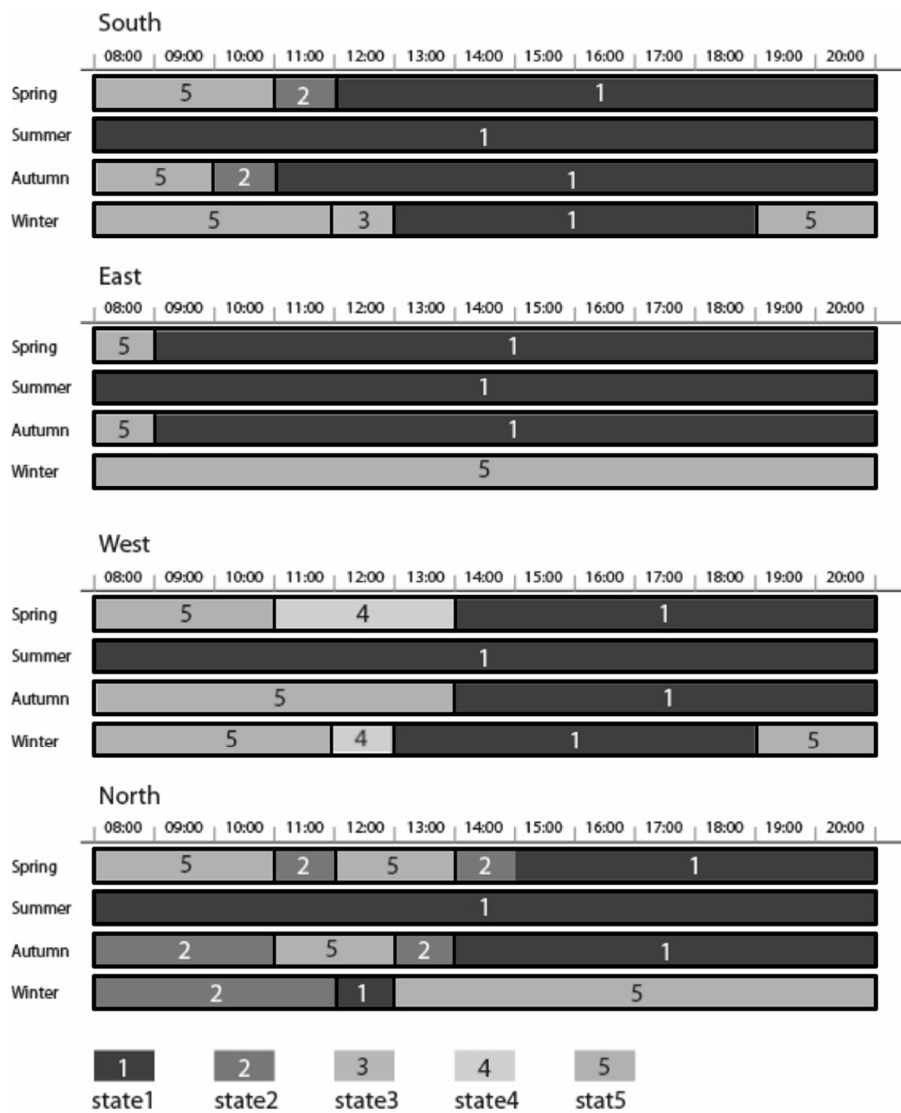 South
08:00 09:00 10:00 11:00 12:00 13:00 14:00 15:00 16:00 17:00 18:00 19:00 20:00
Spring 5 2 1
Summer 1
Autumn 5 2 1
Winter 5 3 1 5
East
08:00 09:00 10:00 11:00 12:00 13:00 14:00 15:00 16:00 17:00 18:00 19:00 20:00
Spring 5 1
Summer 1
Autumn 5 1
Winter 5
West
08:00 09:00 10:00 11:00 12:00 13:00 14:00 15:00 16:00 17:00 18:00 19:00 20:00
Spring 5 4 1
Summer 1
Autumn 5 1
Winter 5 4 1 5
North
08:00 09:00 10:00 11:00 12:00 13:00 14:00 15:00 16:00 17:00 18:00 19:00 20:00
Spring 5 2 5 2 1
Summer 1
Autumn 2 5 2 1
Winter 2 1 5
1 2 3 4 5
state1 state2 state3 state4 stat5